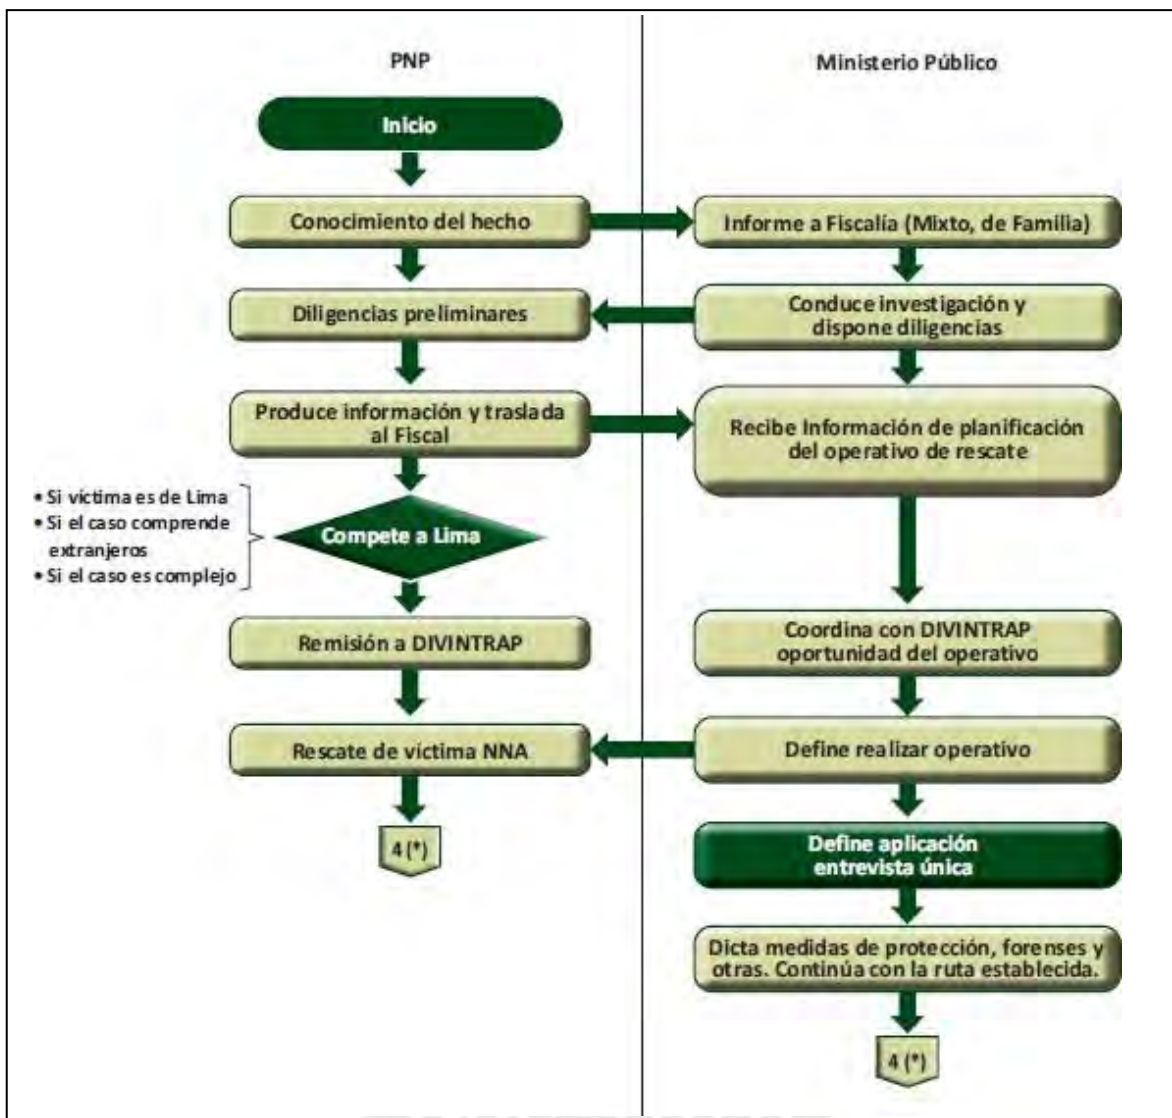 PNP
Ministerio Público
Inicio
Conocimiento del hecho
Informe a Fiscalía (Mixto, de Familia)
Diligencias preliminares
Conduce investigación y
dispone diligencias
Produce información y traslada
al Fiscal
Recibe Información de planificación
del operativo de rescate
• Si víctima es de Lima
• Si el caso comprende
extranjeros
• Si el caso es complejo
Compete a Lima
Remisión a DIVINTRAP
Coordina con DIVINTRAP
oportunidad del operativo
Rescate de víctima NNA
Define realizar operativo
4 (*)
Define aplicación
entrevista única
Dicta medidas de protección, forenses y
otras. Continúa con la ruta establecida.
4 (*)